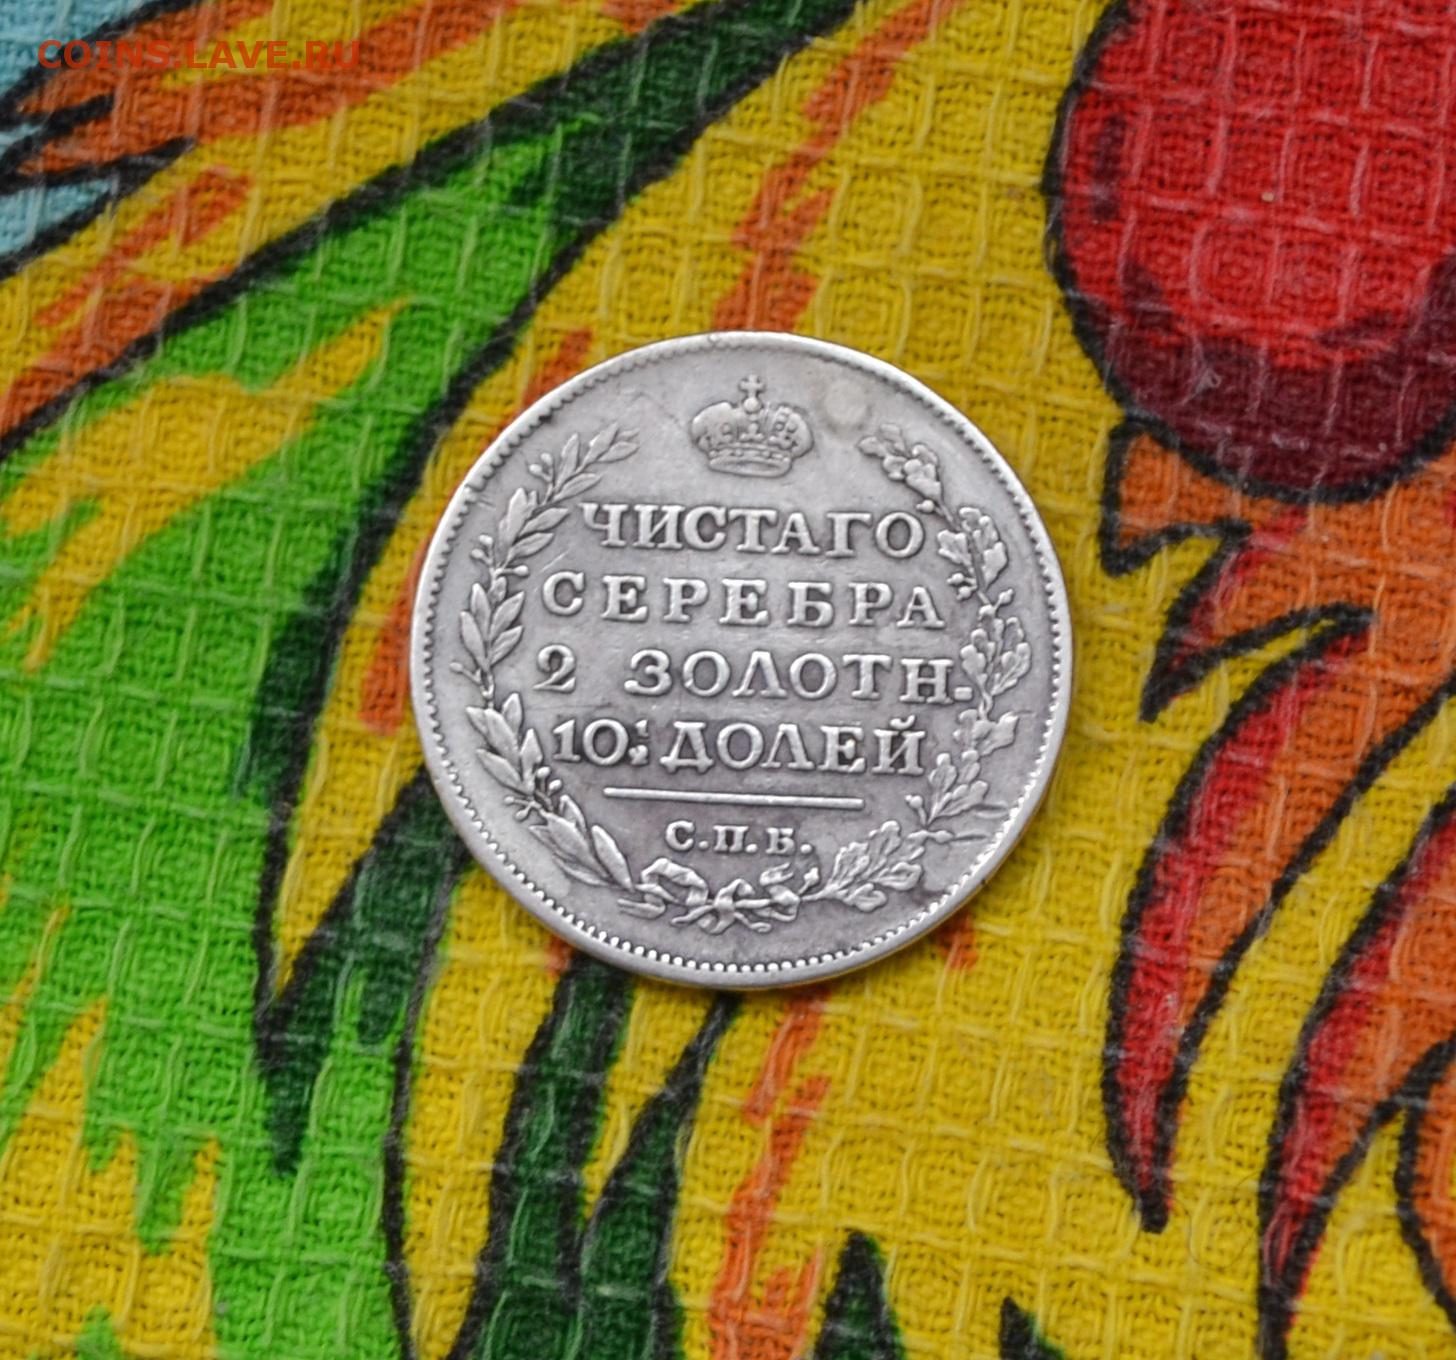 COINS.LAVE.RU
ЧИСТАГО
СЕРЕБРА
2 ЗОЛОТН.
10½ ДОЛЕЙ
С.П.Б.